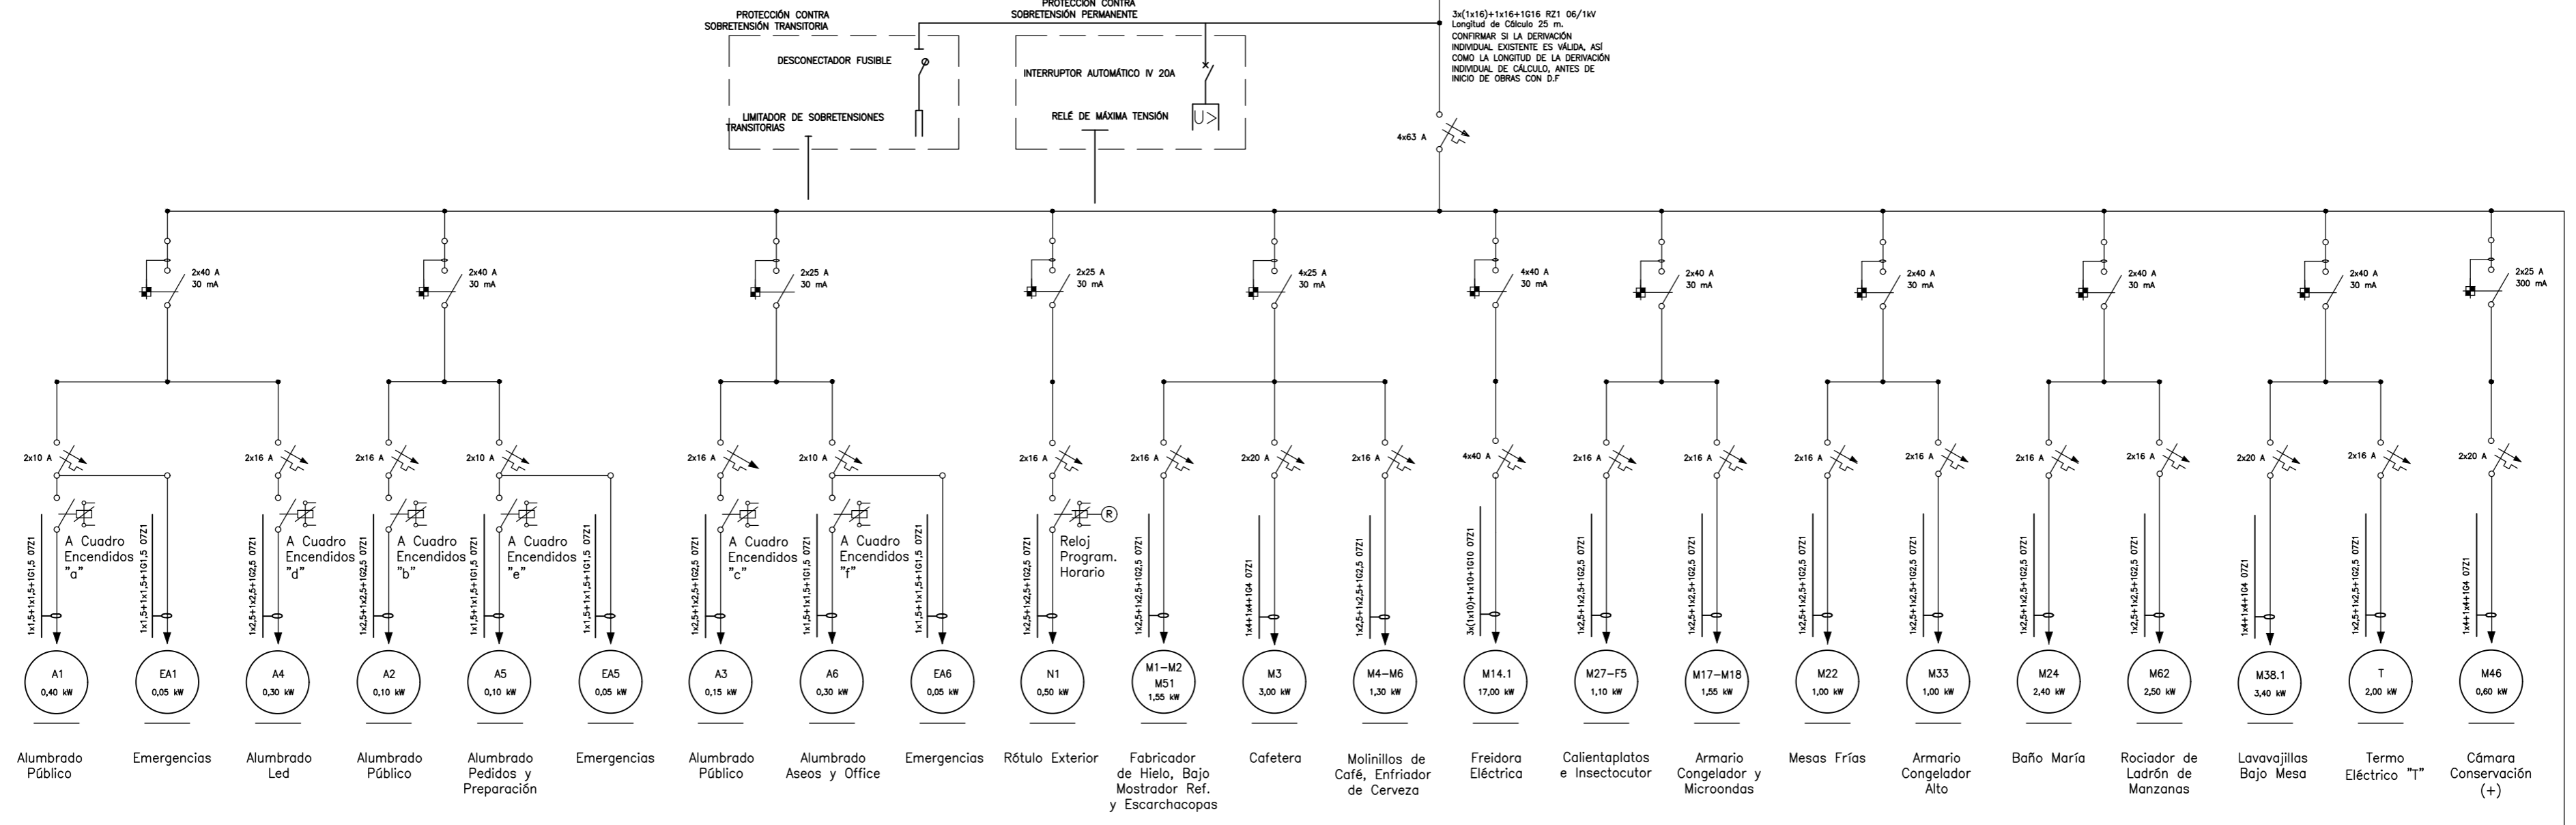 PROTECCIÓN CONTRA
SOBRETENSIÓN TRANSITORIA
DESCONECTADOR FUSIBLE
LIMITADOR DE SOBRETENSIONES
TRANSITORIAS
PROTECCIÓN CONTRA
SOBRETENSIÓN PERMANENTE
INTERRUPTOR AUTOMÁTICO IV 20A
RELÉ DE MÁXIMA TENSIÓN
U>
3x(1x16)+1x16+1G16 RZ1 06/1kV
Longitud de Cálculo 25 m.
CONFIRMAR SI LA DERIVACIÓN
INDIVIDUAL EXISTENTE ES VÁLIDA, ASÍ
COMO LA LONGITUD DE LA DERIVACIÓN
INDIVIDUAL DE CÁLCULO, ANTES DE
INICIO DE OBRAS CON D.F
4x63 A
2x40 A
30 mA
2x40 A
30 mA
2x25 A
30 mA
2x25 A
30 mA
4x25 A
30 mA
4x40 A
30 mA
2x40 A
30 mA
2x40 A
30 mA
2x40 A
30 mA
2x40 A
30 mA
2x25 A
300 mA
2x10 A
2x16 A
2x16 A
2x10 A
2x16 A
2x10 A
2x16 A
2x16 A
2x20 A
2x16 A
4x40 A
2x16 A
2x16 A
2x16 A
2x16 A
2x16 A
2x16 A
2x20 A
2x16 A
2x20 A
1x1,5+1x1,5+1G1,5 07Z1
A Cuadro
Encendidos
"a"
1x1,5+1x1,5+1G1,5 07Z1
1x2,5+1x2,5+1G2,5 07Z1
A Cuadro
Encendidos
"d"
1x2,5+1x2,5+1G2,5 07Z1
A Cuadro
Encendidos
"b"
1x1,5+1x1,5+1G1,5 07Z1
A Cuadro
Encendidos
"e"
1x1,5+1x1,5+1G1,5 07Z1
1x2,5+1x2,5+1G2,5 07Z1
A Cuadro
Encendidos
"c"
1x1,5+1x1,5+1G1,5 07Z1
A Cuadro
Encendidos
"f"
1x1,5+1x1,5+1G1,5 07Z1
1x2,5+1x2,5+1G2,5 07Z1
R
Reloj
Program.
Horario
1x2,5+1x2,5+1G2,5 07Z1
1x4+1x4+1G4 07Z1
1x2,5+1x2,5+1G2,5 07Z1
3x(1x10)+1x10+1G10 07Z1
1x2,5+1x2,5+1G2,5 07Z1
1x2,5+1x2,5+1G2,5 07Z1
1x2,5+1x2,5+1G2,5 07Z1
1x2,5+1x2,5+1G2,5 07Z1
1x2,5+1x2,5+1G2,5 07Z1
1x2,5+1x2,5+1G2,5 07Z1
1x4+1x4+1G4 07Z1
1x2,5+1x2,5+1G2,5 07Z1
1x4+1x4+1G4 07Z1
A1
0,40 kW
EA1
0,05 kW
A4
0,30 kW
A2
0,10 kW
A5
0,10 kW
EA5
0,05 kW
A3
0,15 kW
A6
0,30 kW
EA6
0,05 kW
N1
0,50 kW
M1-M2
M51
1,55 kW
M3
3,00 kW
M4-M6
1,30 kW
M14.1
17,00 kW
M27-F5
1,10 kW
M17-M18
1,55 kW
M22
1,00 kW
M33
1,00 kW
M24
2,40 kW
M62
2,50 kW
M38.1
3,40 kW
T
2,00 kW
M46
0,60 kW
Alumbrado
Público
Emergencias
Alumbrado
Led
Alumbrado
Público
Alumbrado
Pedidos y
Preparación
Emergencias
Alumbrado
Público
Alumbrado
Aseos y Office
Emergencias
Rótulo Exterior
Fabricador
de Hielo, Bajo
Mostrador Ref.
y Escarchacopas
Cafetera
Molinillos de
Café, Enfriador
de Cerveza
Freidora
Eléctrica
Calientaplatos
e Insectocutor
Armario
Congelador y
Microondas
Mesas Frías
Armario
Congelador
Alto
Baño María
Rociador de
Ladrón de
Manzanas
Lavavajillas
Bajo Mesa
Termo
Eléctrico "T"
Cámara
Conservación
(+)